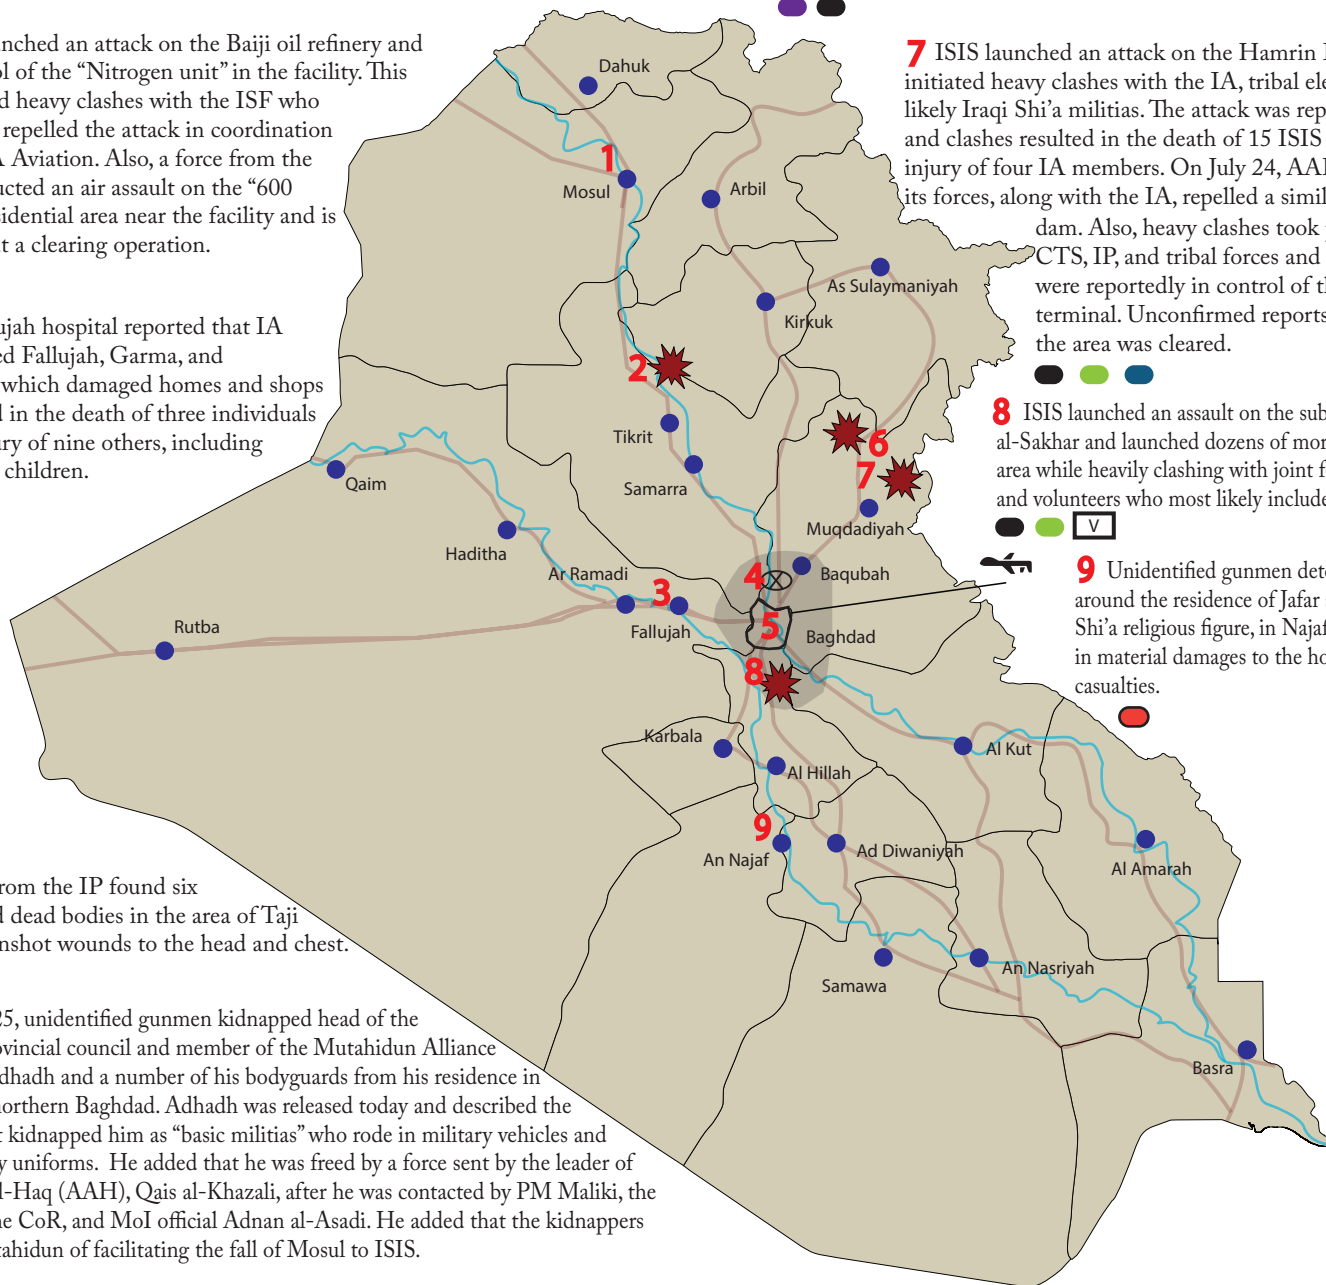 nched an attack on the Baiji oil refinery and
ol of the “Nitrogen unit” in the facility. This
d heavy clashes with the ISF who
repelled the attack in coordination
A Aviation. Also, a force from the
ucted an air assault on the “600
sidential area near the facility and is
t a clearing operation.
ujah hospital reported that IA
ed Fallujah, Garma, and
which damaged homes and shops
d in the death of three individuals
ury of nine others, including
children.
rom the IP found six
d dead bodies in the area of Taji
nshot wounds to the head and chest.
25, unidentified gunmen kidnapped head of the
ovincial council and member of the Mutahidun Alliance
dhadh and a number of his bodyguards from his residence in
northern Baghdad. Adhadh was released today and described the
t kidnapped him as “basic militias” who rode in military vehicles and
y uniforms. He added that he was freed by a force sent by the leader of
l-Haq (AAH), Qais al-Khazali, after he was contacted by PM Maliki, the
he CoR, and MoI official Adnan al-Asadi. He added that the kidnappers
tahidun of facilitating the fall of Mosul to ISIS.
Dahuk
1
Mosul
Arbil
As Sulaymaniyah
Kirkuk
2
Tikrit
6
7
Samarra
Qaim
Muqdadiyah
Haditha
Ar Ramadi
4
Baqubah
3
Fallujah
5
Baghdad
Rutba
8
Karbala
Al Kut
Al Hillah
9
An Najaf
Ad Diwaniyah
Al Amarah
Samawa
An Nasriyah
Basra
7 ISIS launched an attack on the Hamrin
initiated heavy clashes with the IA, tribal ele
likely Iraqi Shi’a militias. The attack was rep
and clashes resulted in the death of 15 ISIS
injury of four IA members. On July 24, AAH
its forces, along with the IA, repelled a simil
dam. Also, heavy clashes took
CTS, IP, and tribal forces and
were reportedly in control of th
terminal. Unconfirmed reports
the area was cleared.
8 ISIS launched an assault on the sub
al-Sakhar and launched dozens of mor
area while heavily clashing with joint f
and volunteers who most likely include
V
9 Unidentified gunmen dete
around the residence of Jafar
Shi’a religious figure, in Najaf
in material damages to the ho
casualties.